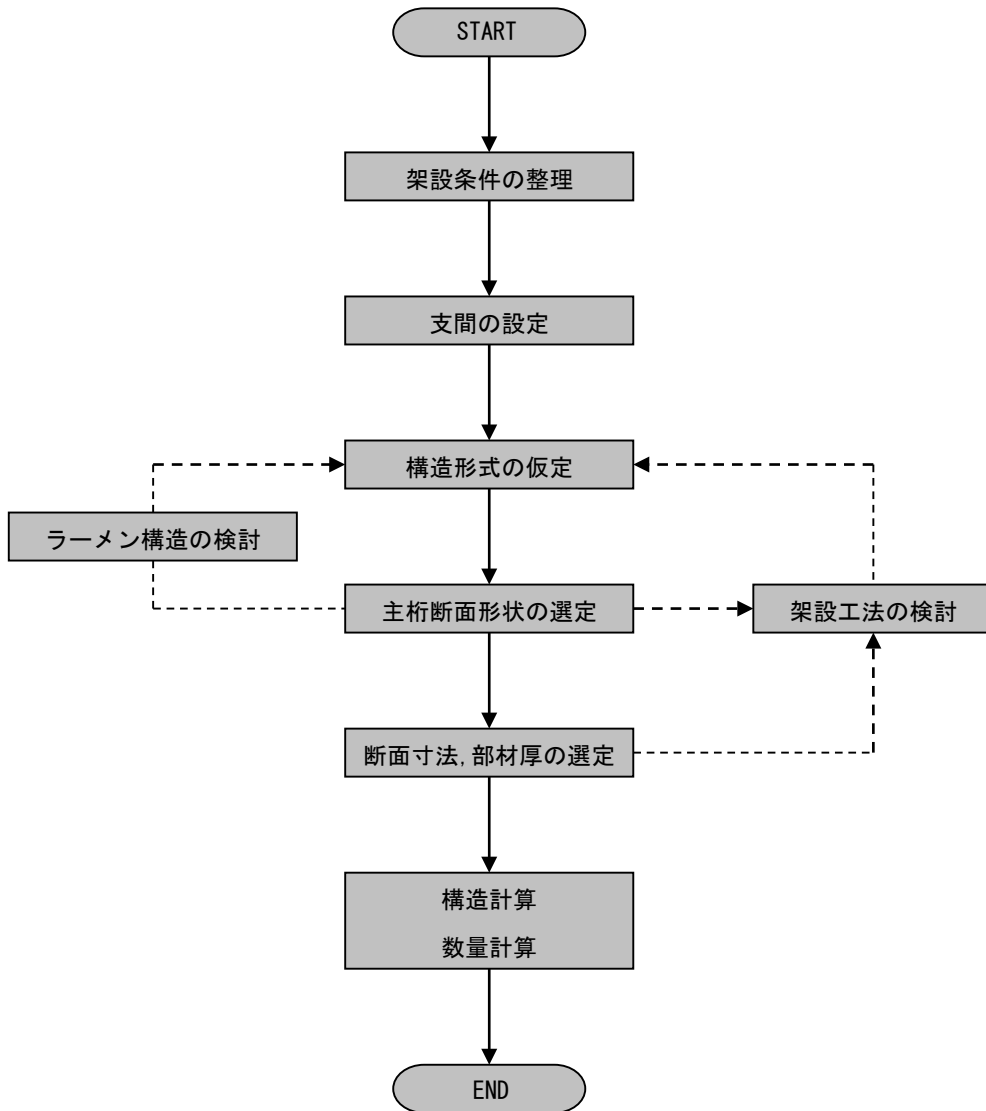 START
架設条件の整理
支間の設定
構造形式の仮定
ラーメン構造の検討
主桁断面形状の選定
架設工法の検討
断面寸法,部材厚の選定
構造計算
数量計算
END